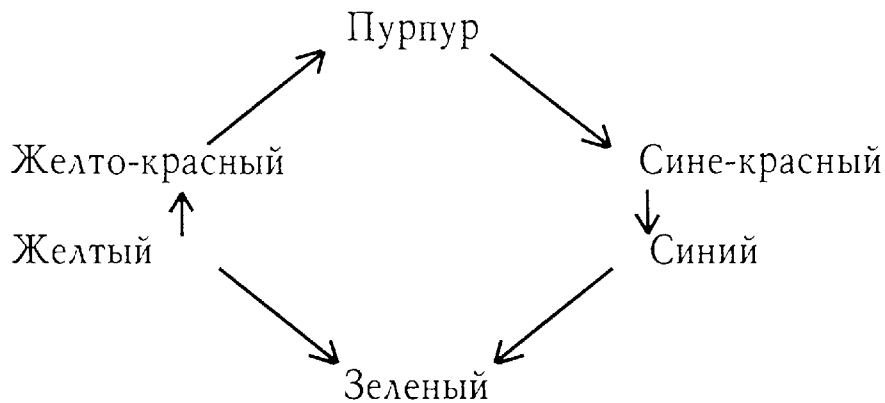 Пурпур
Желто-красный
Сине-красный
Желтый
Синий
Зеленый